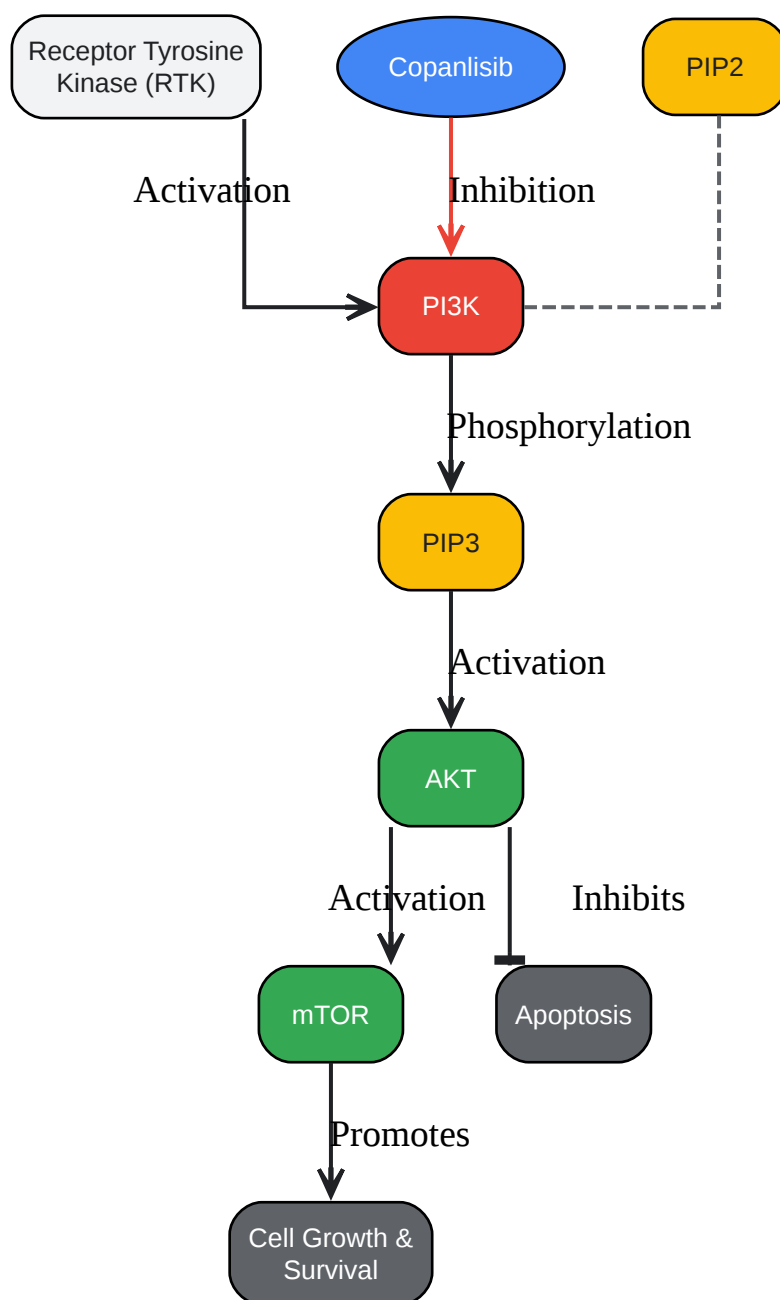 Receptor Tyrosine
Kinase (RTK)
Copanlisib
PIP2
Activation
Inhibition
PI3K
Phosphorylation
PIP3
Activation
AKT
Activation
Inhibits
mTOR
Apoptosis
Promotes
Cell Growth &
Survival